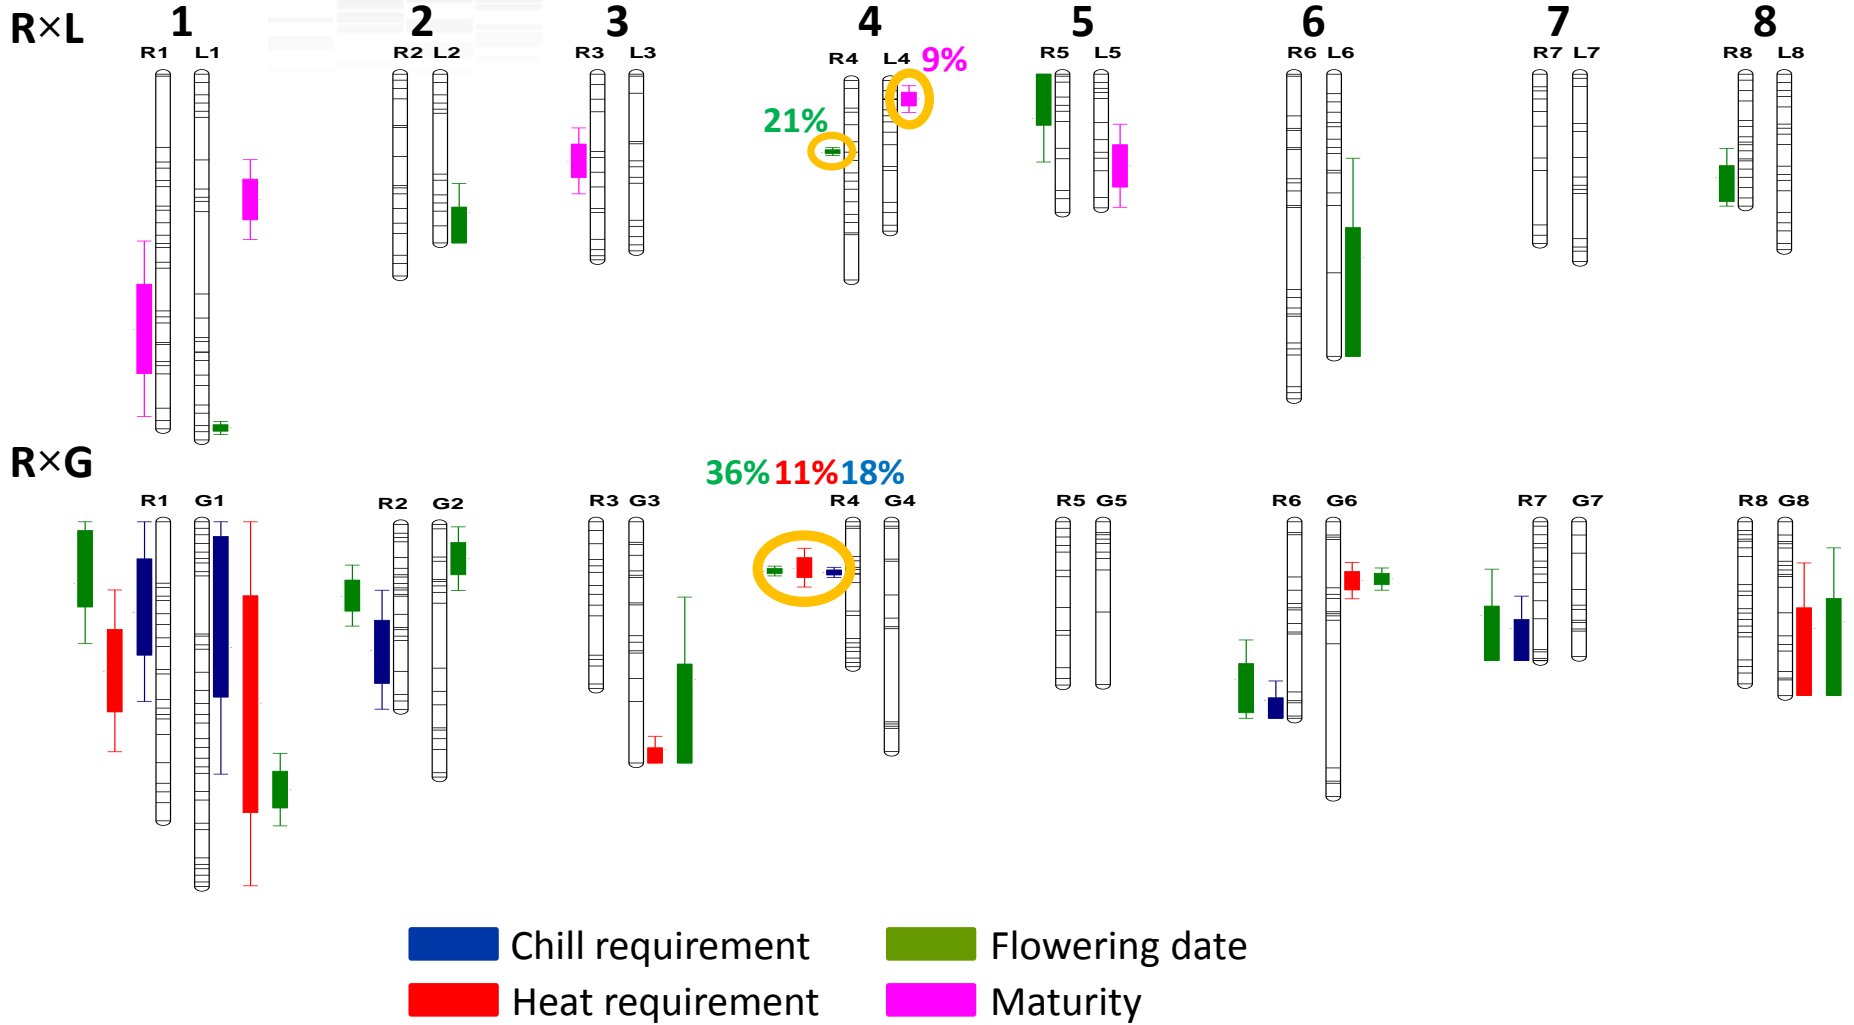 R×L
1 2 3 4 5 6 7 8
R1 L1 R2 L2 R3 L3 R4 L4 9% R5 L5 R6 L6 R7 L7 R8 L8
21%
R×G
36% 11% 18%
R1 G1 R2 G2 R3 G3 R4 G4 R5 G5 R6 G6 R7 G7 R8 G8
Chill requirement Flowering date
Heat requirement Maturity